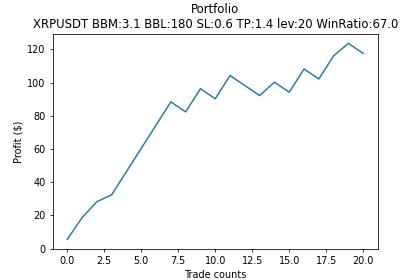 Portfolio
XRPUSDT BBM:3.1 BBL:180 SL:0.6 TP:1.4 lev:20 WinRatio:67.0
120
100
80
60
40
20
0
Profit ($)
0.0 2.5 5.0 7.5 10.0 12.5 15.0 17.5 20.0
Trade counts